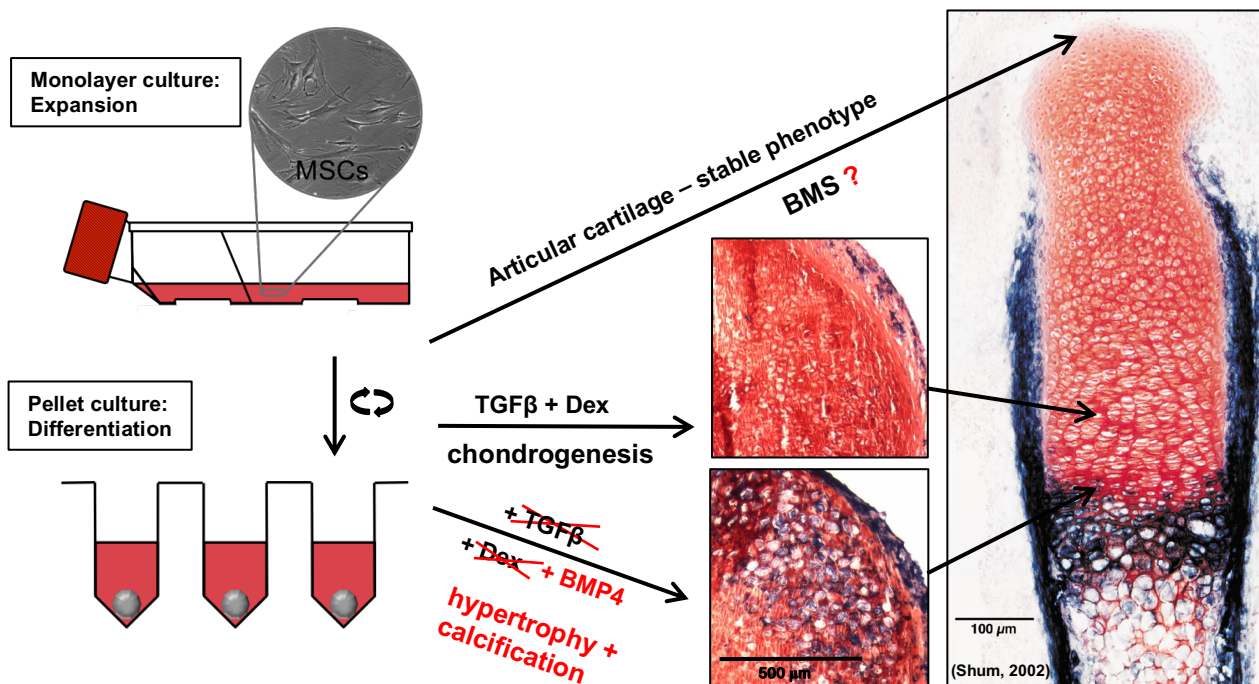 Monolayer culture:
Expansion
MSCs
Articular cartilage – stable phenotype
BMS ?
Pellet culture:
Differentiation
TGFβ + Dex
chondrogenesis
+ TGFβ
+ Dex + BMP4
hypertrophy +
calcification
500 µm
100 µm
(Shum, 2002)